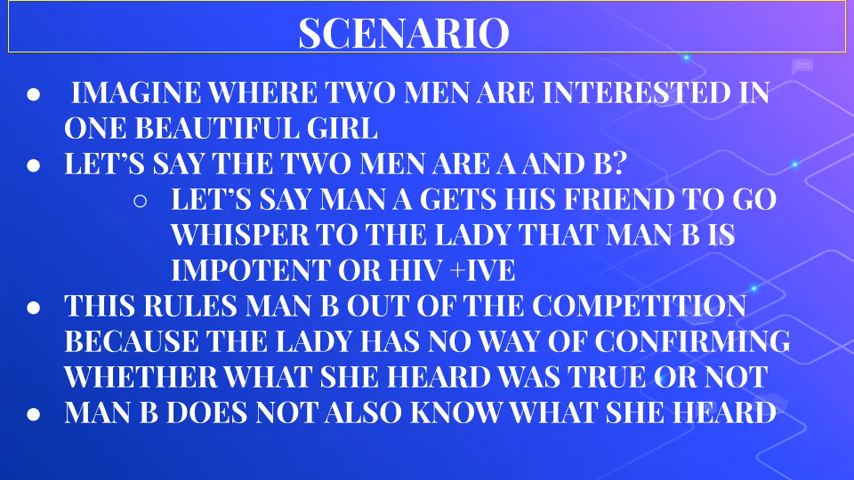 SCENARIO
● IMAGINE WHERE TWO MEN ARE INTERESTED IN
ONE BEAUTIFUL GIRL
● LET'S SAY THE TWO MEN ARE A AND B?
○ LET'S SAY MAN A GETS HIS FRIEND TO GO
WHISPER TO THE LADY THAT MAN B IS
IMPOTENT OR HIV +IVE
● THIS RULES MAN B OUT OF THE COMPETITION
BECAUSE THE LADY HAS NO WAY OF CONFIRMING
WHETHER WHAT SHE HEARD WAS TRUE OR NOT
● MAN B DOES NOT ALSO KNOW WHAT SHE HEARD
001